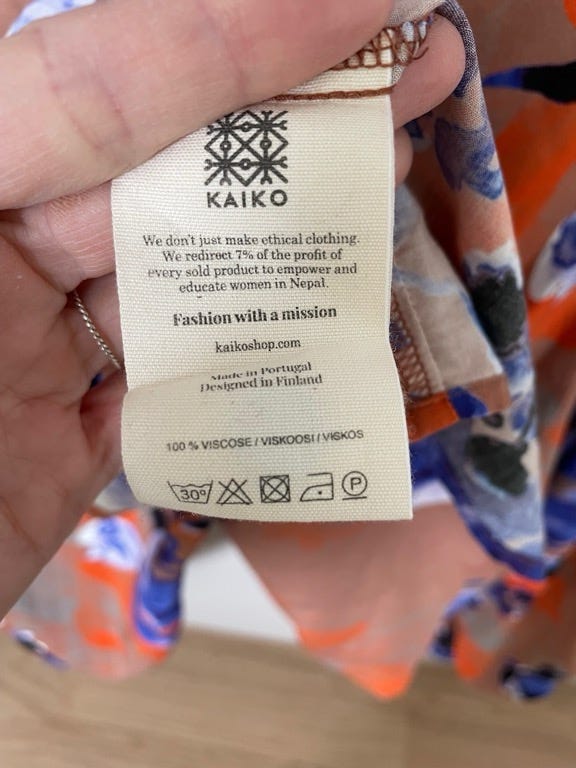 KAIKO
We don't just make ethical clothing.
We redirect 7% of the profit of
every sold product to empower and
educate women in Nepal.
Fashion with a mission
kaikoshop.com
Made in Portugal
Designed in Finland
100 % VISCOSE / VISKOOSI / VISKOS
30°
P